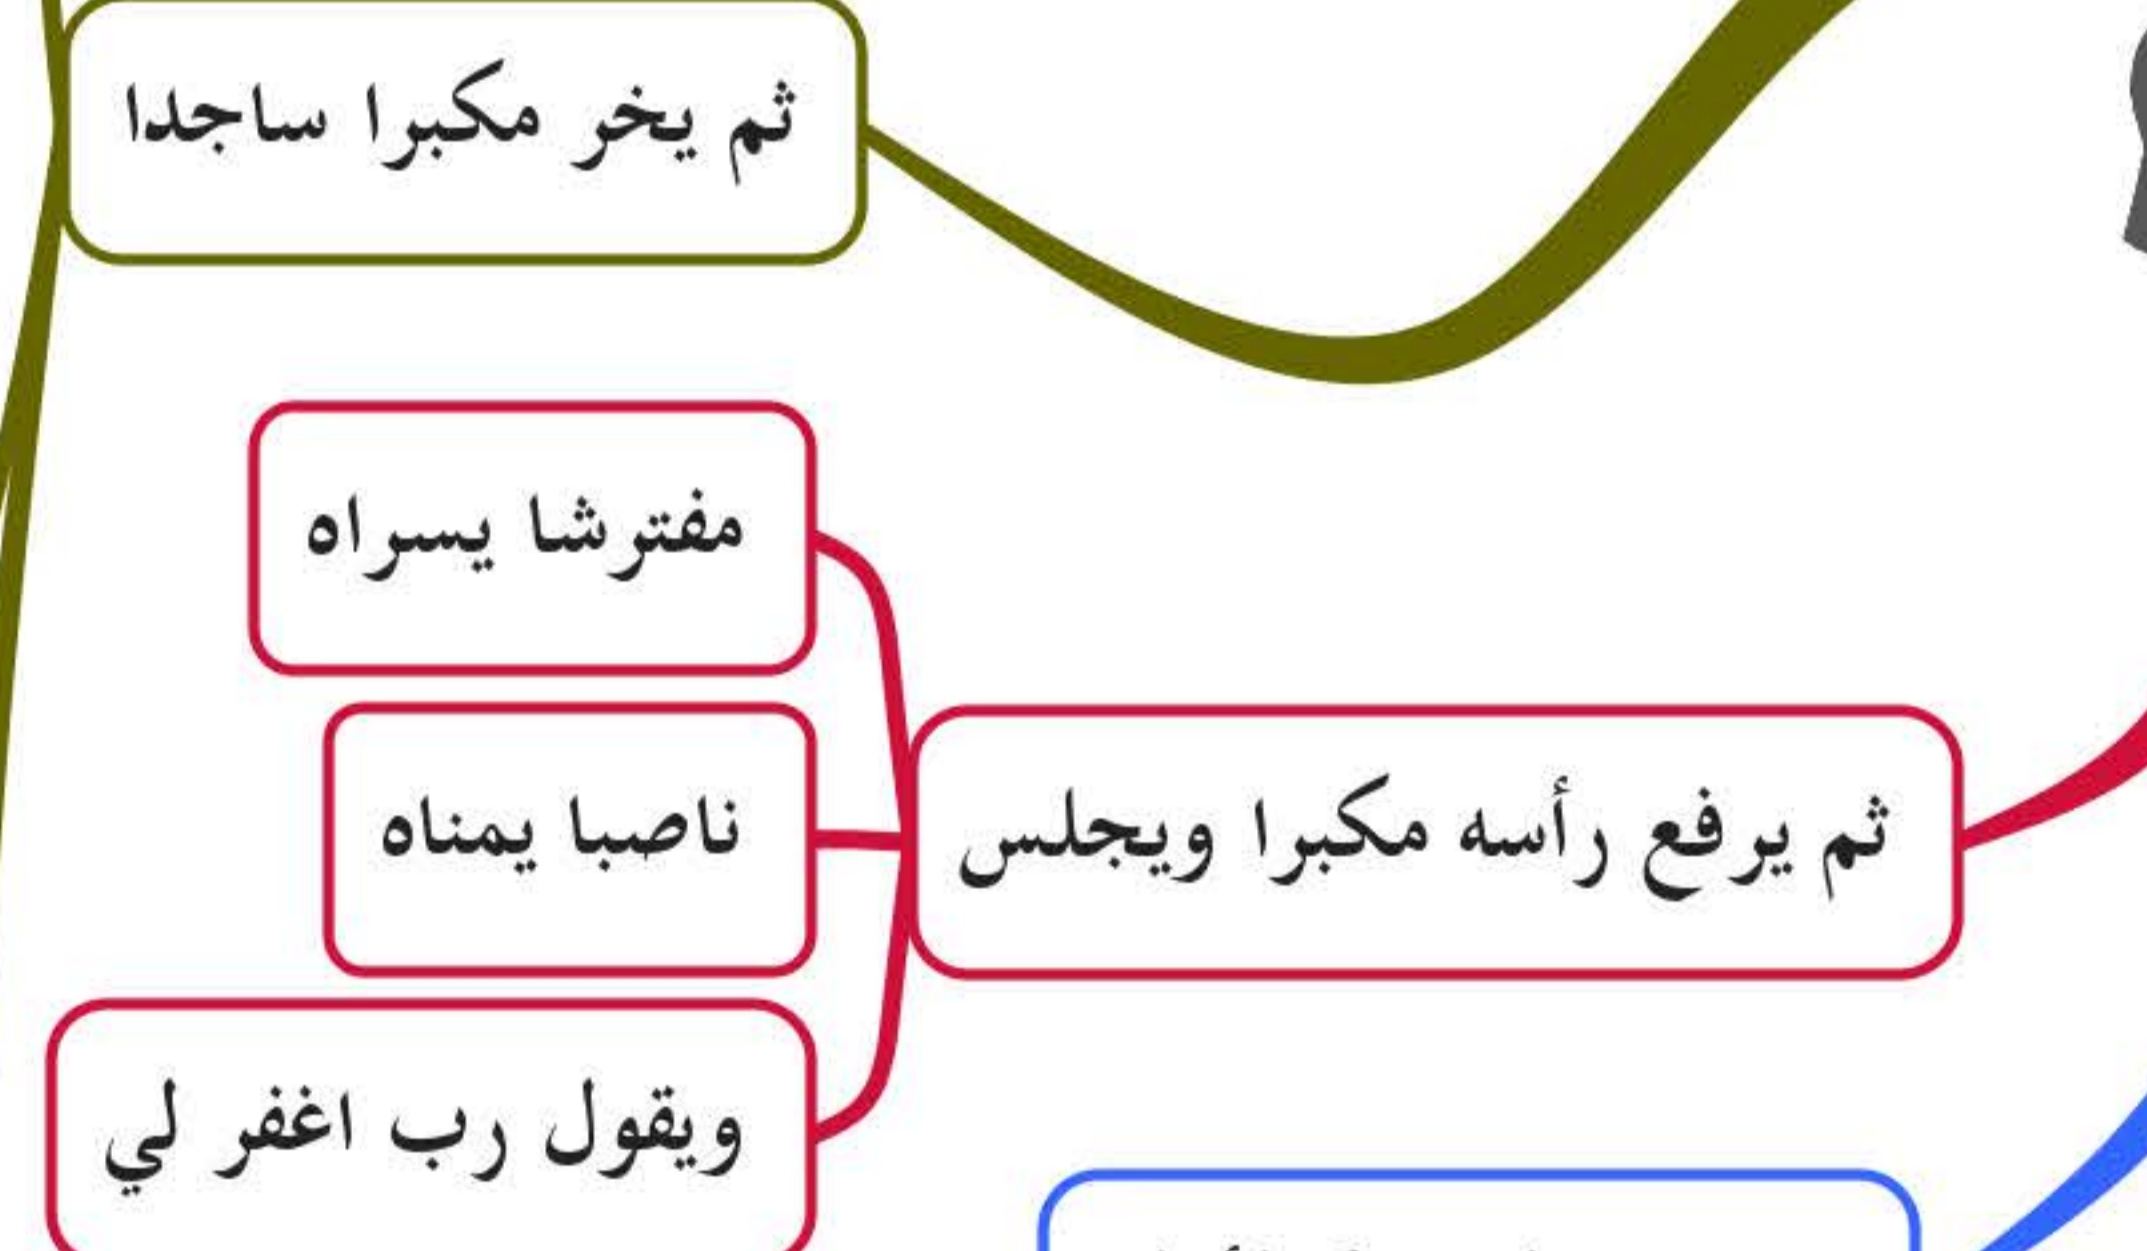 ثم يخر مكبرا ساجدا
ثم يرفع رأسه مكبرا ويجلس
مفترشا يسراه
ناصبا يمناه
ويقول رب اغفر لي